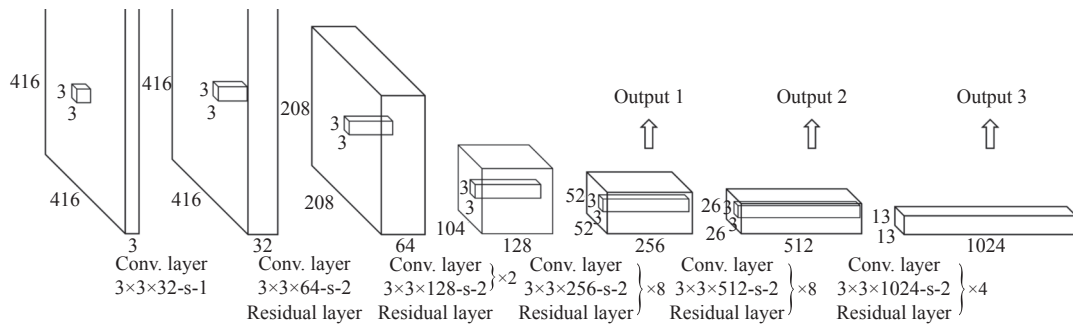 Output 1
Output 2
Output 3
416
3
3
416
3
416
3
3
416
32
208
3
3
208
64
3
3
104
128
52
3
3
52
256
26
3
3
26
512
13
13
1024
Conv. layer
3×3×32-s-1
Conv. layer
3×3×64-s-2
Residual layer
Conv. layer
3×3×128-s-2
Residual layer
×2
Conv. layer
3×3×256-s-2
Residual layer
×8
Conv. layer
3×3×512-s-2
Residual layer
×8
Conv. layer
3×3×1024-s-2
Residual layer
×4